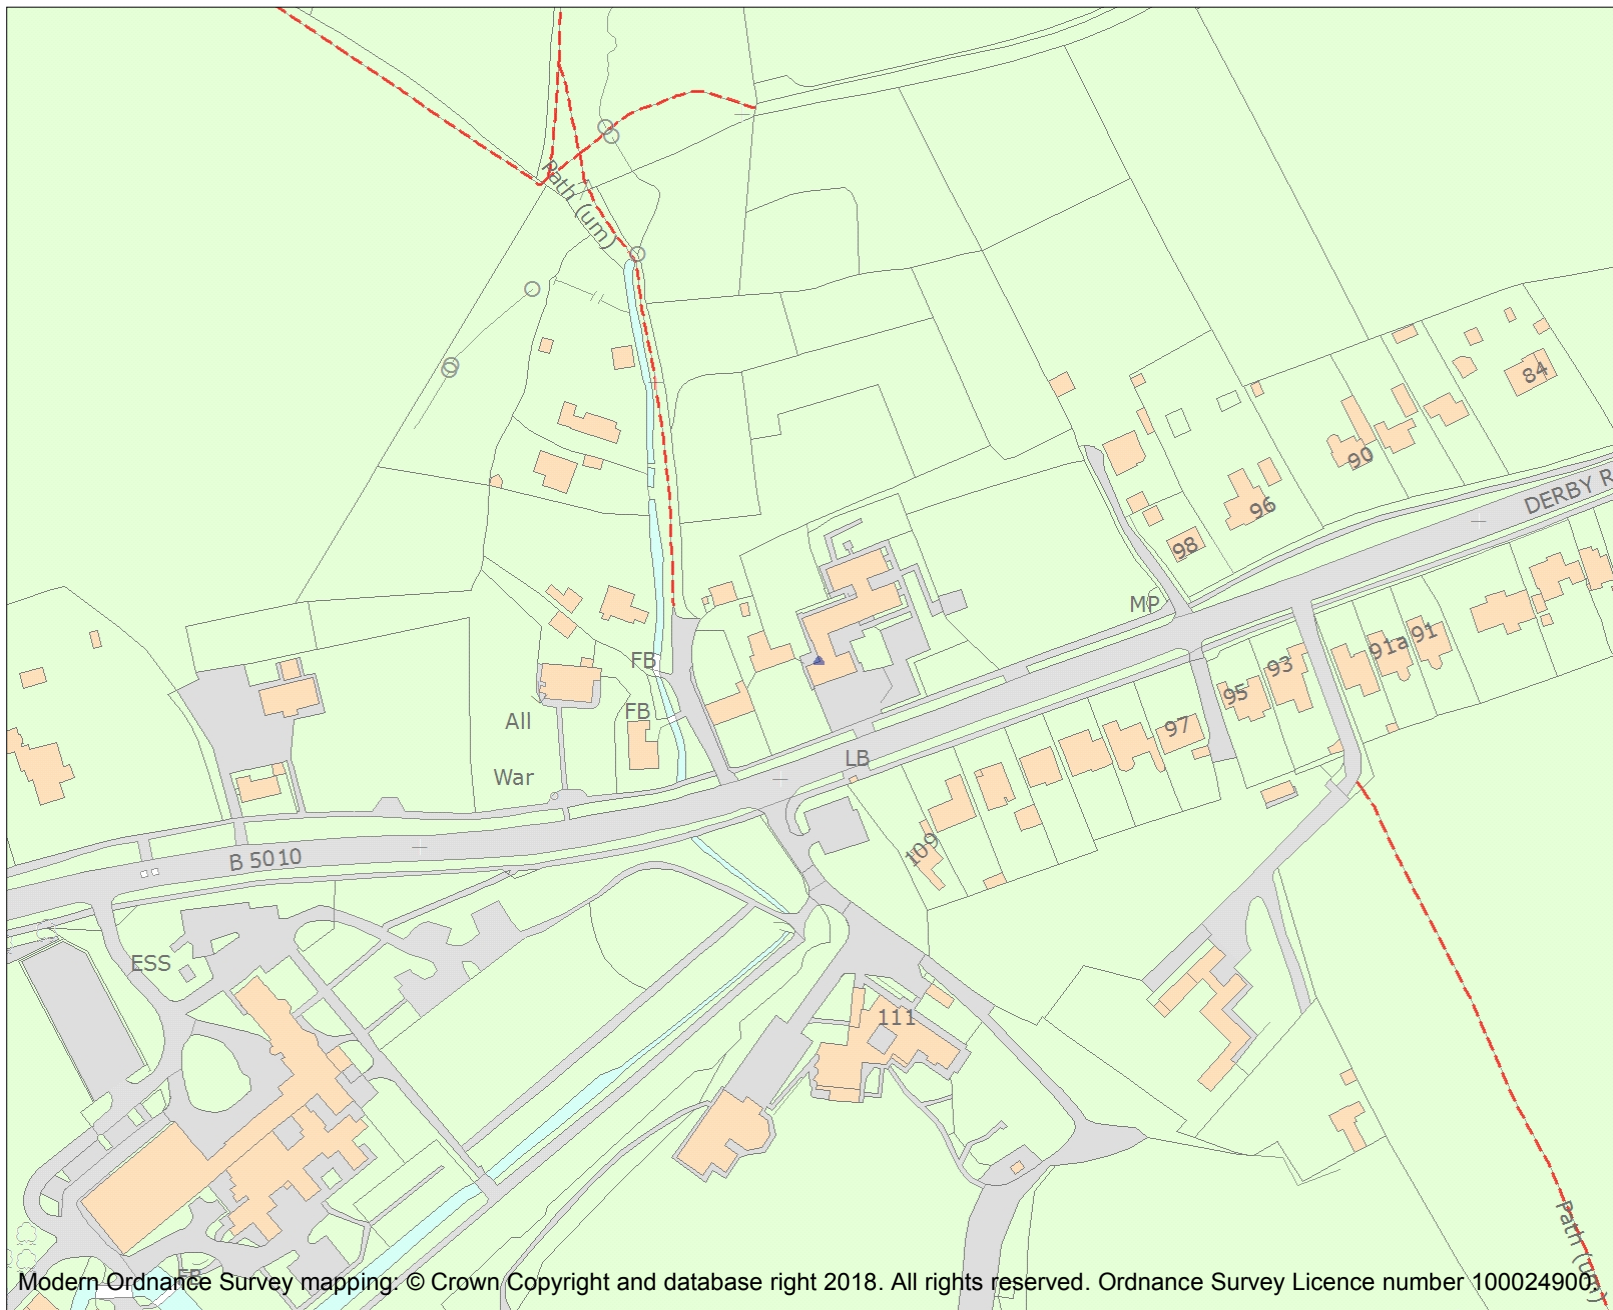 Path (um)
84
90
96
DERBY R
98
MP
91
91a
93
95
97
FB
FB
All
War
LB
109
B 5010
ESS
111
Path (um)
FB
Modern Ordnance Survey mapping: © Crown Copyright and database right 2018. All rights reserved. Ordnance Survey Licence number 100024900.